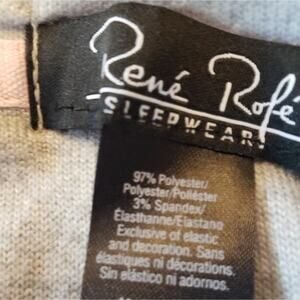 René Rofé
SLEEPWEAR
97% Polyester/
Polyester/Poliéster
3% Spandex/
Élasthanne/Elastano
Exclusive of elastic
and decoration. Sans
élastiques ni décorations.
Sin elástico ni adornos.